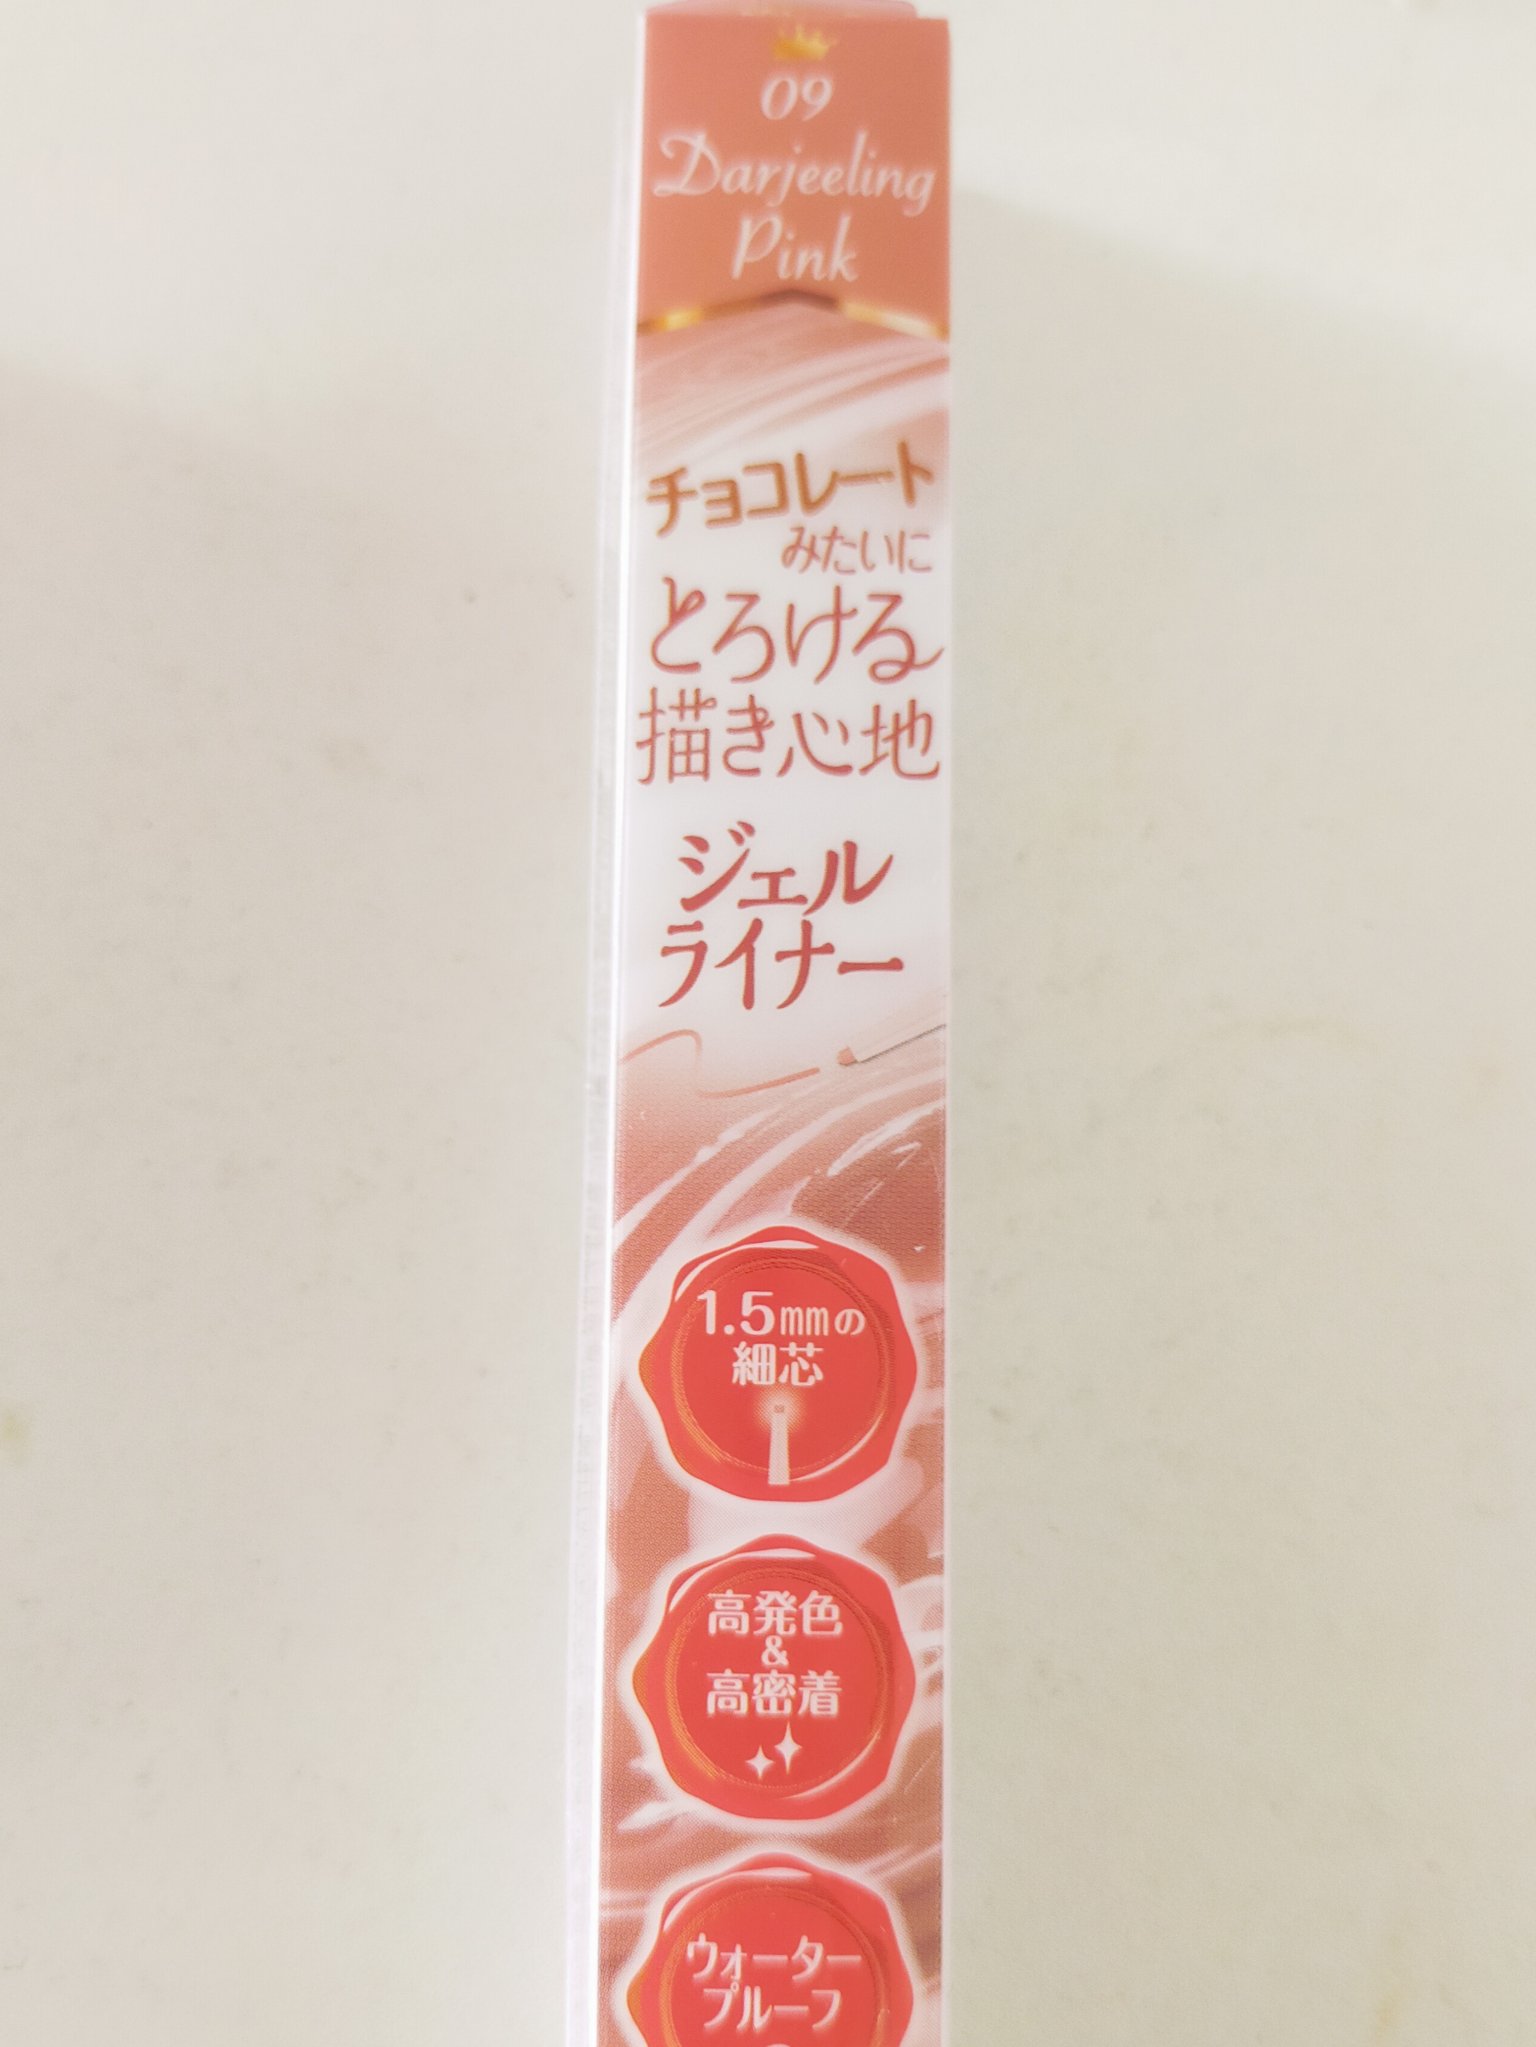 09
Darjeeling
Pink
チョコレート
みたいに
とろける
描き心地
ジェル
ライナー
1.5mmの
細芯
高発色
&
高密着
ウォーター
プルーフ